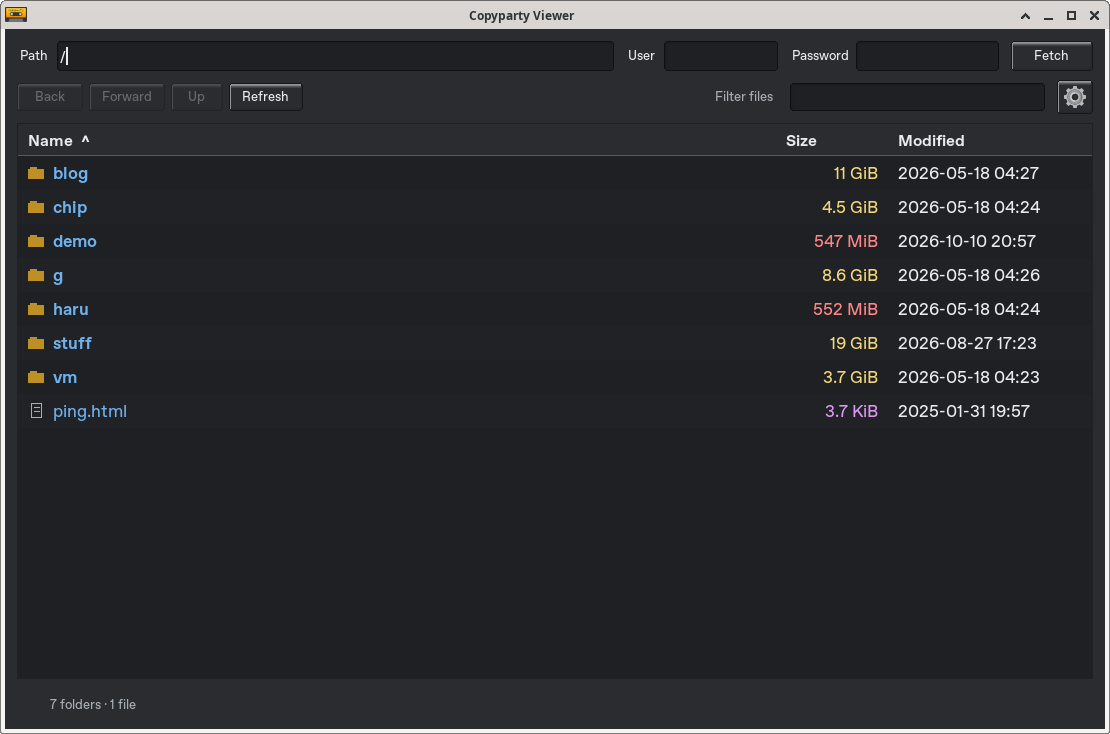 Copyparty Viewer
Path / User Password Fetch
Back Forward Up Refresh Filter files
Name ^ Size Modified
blog 11 GiB 2026-05-18 04:27
chip 4.5 GiB 2026-05-18 04:24
demo 547 MiB 2026-10-10 20:57
g 8.6 GiB 2026-05-18 04:26
haru 552 MiB 2026-05-18 04:24
stuff 19 GiB 2026-08-27 17:23
vm 3.7 GiB 2026-05-18 04:23
ping.html 3.7 KiB 2025-01-31 19:57
7 folders · 1 file